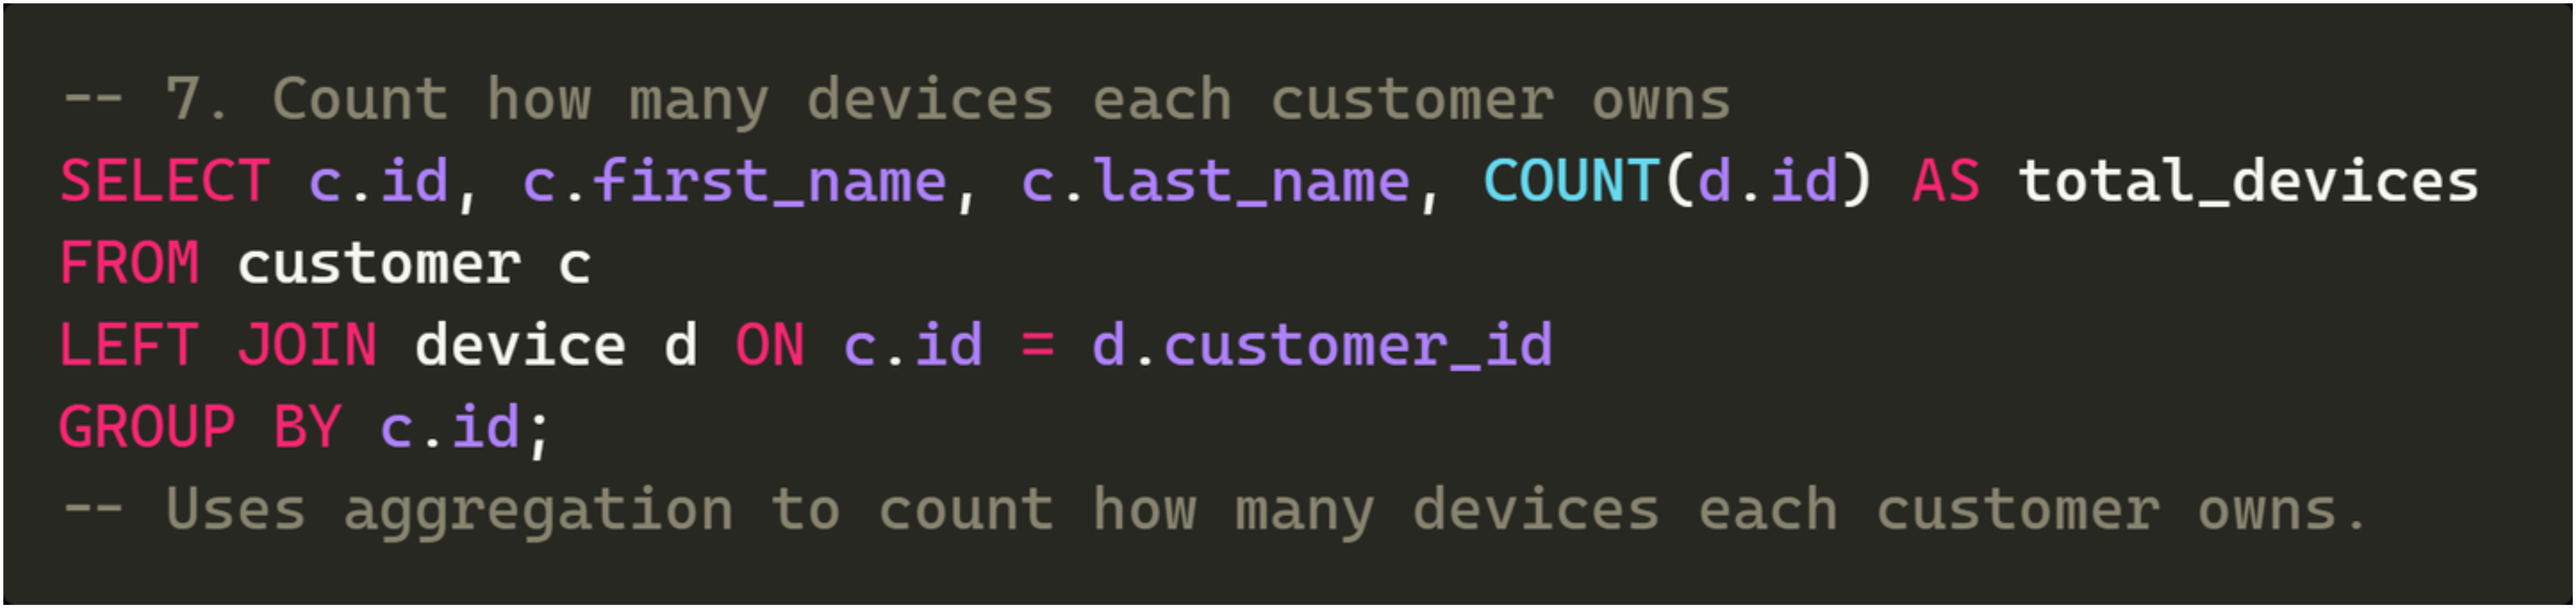 -- 7. Count how many devices each customer owns
SELECT c.id, c.first_name, c.last_name, COUNT(d.id) AS total_devices
FROM customer c
LEFT JOIN device d ON c.id = d.customer_id
GROUP BY c.id;
-- Uses aggregation to count how many devices each customer owns.